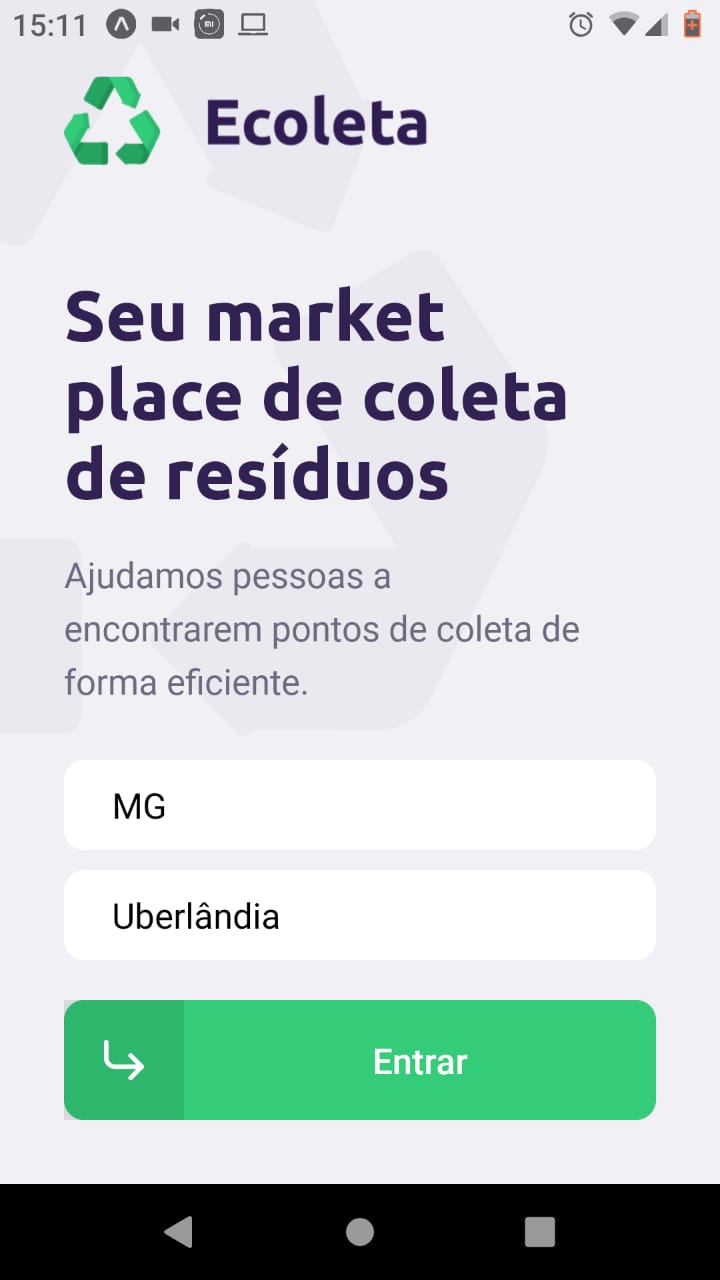 15:11
Ecoleta
Seu market
place de coleta
de resíduos
Ajudamos pessoas a
encontrarem pontos de coleta de
forma eficiente.
MG
Uberlândia
Entrar